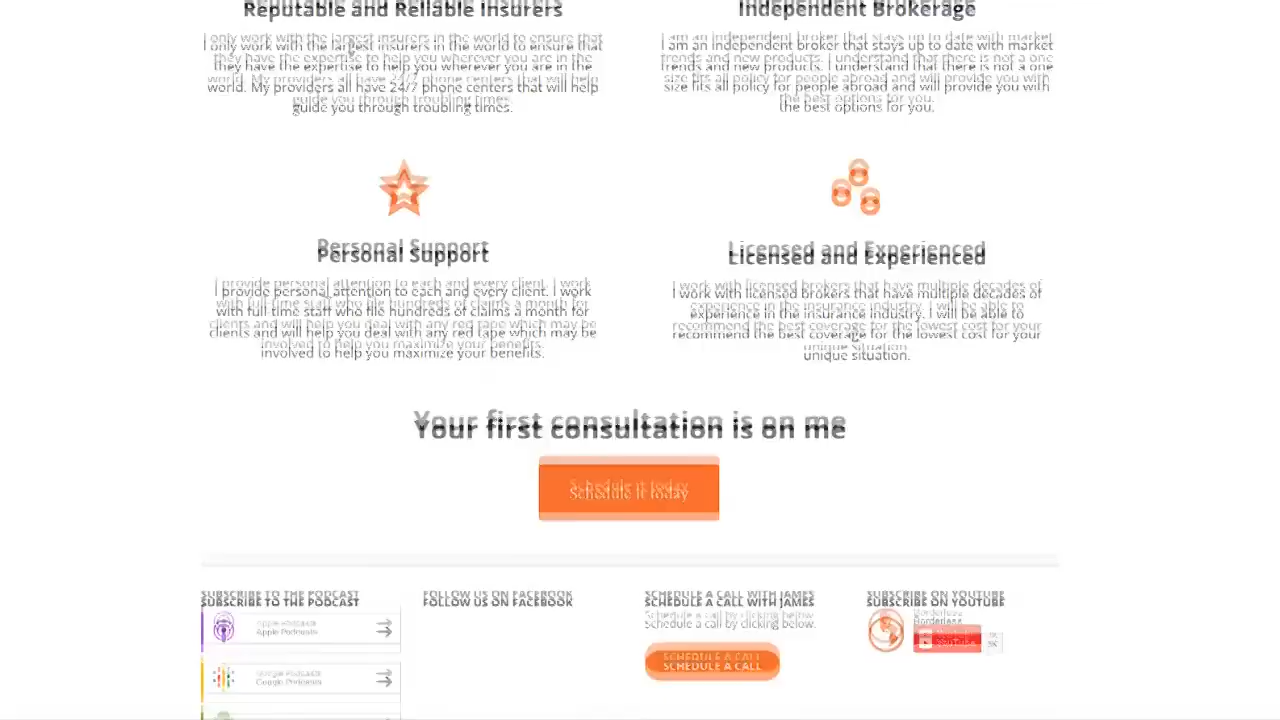 Reputable and Reliable Insurers
I only work with the largest insurers in the world to ensure that
they have the expertise to help you wherever you are in the
world. My providers all have 24/7 phone centers that will help
guide you through troubling times.
Independent Brokerage
I am an independent broker that stays up to date with market
trends and new products. I understand that there is not a one
size fits all policy for people abroad and will provide you with
the best options for you.
Personal Support
I provide personal attention to each and every client. I work
with full time staff who file hundreds of claims a month for
clients and will help you deal with any red tape which may be
involved to help you maximize your benefits.
Licensed and Experienced
I work with licensed brokers that have multiple decades of
experience in the insurance industry. I will be able to
recommend the best coverage for the lowest cost for your
unique situation.
Your first consultation is on me
Schedule it today
SUBSCRIBE TO THE PODCAST
Apple Podcasts
Google Podcasts
FOLLOW US ON FACEBOOK
SCHEDULE A CALL WITH JAMES
Schedule a call by clicking below.
SCHEDULE A CALL
SUBSCRIBE ON YOUTUBE
Borderless